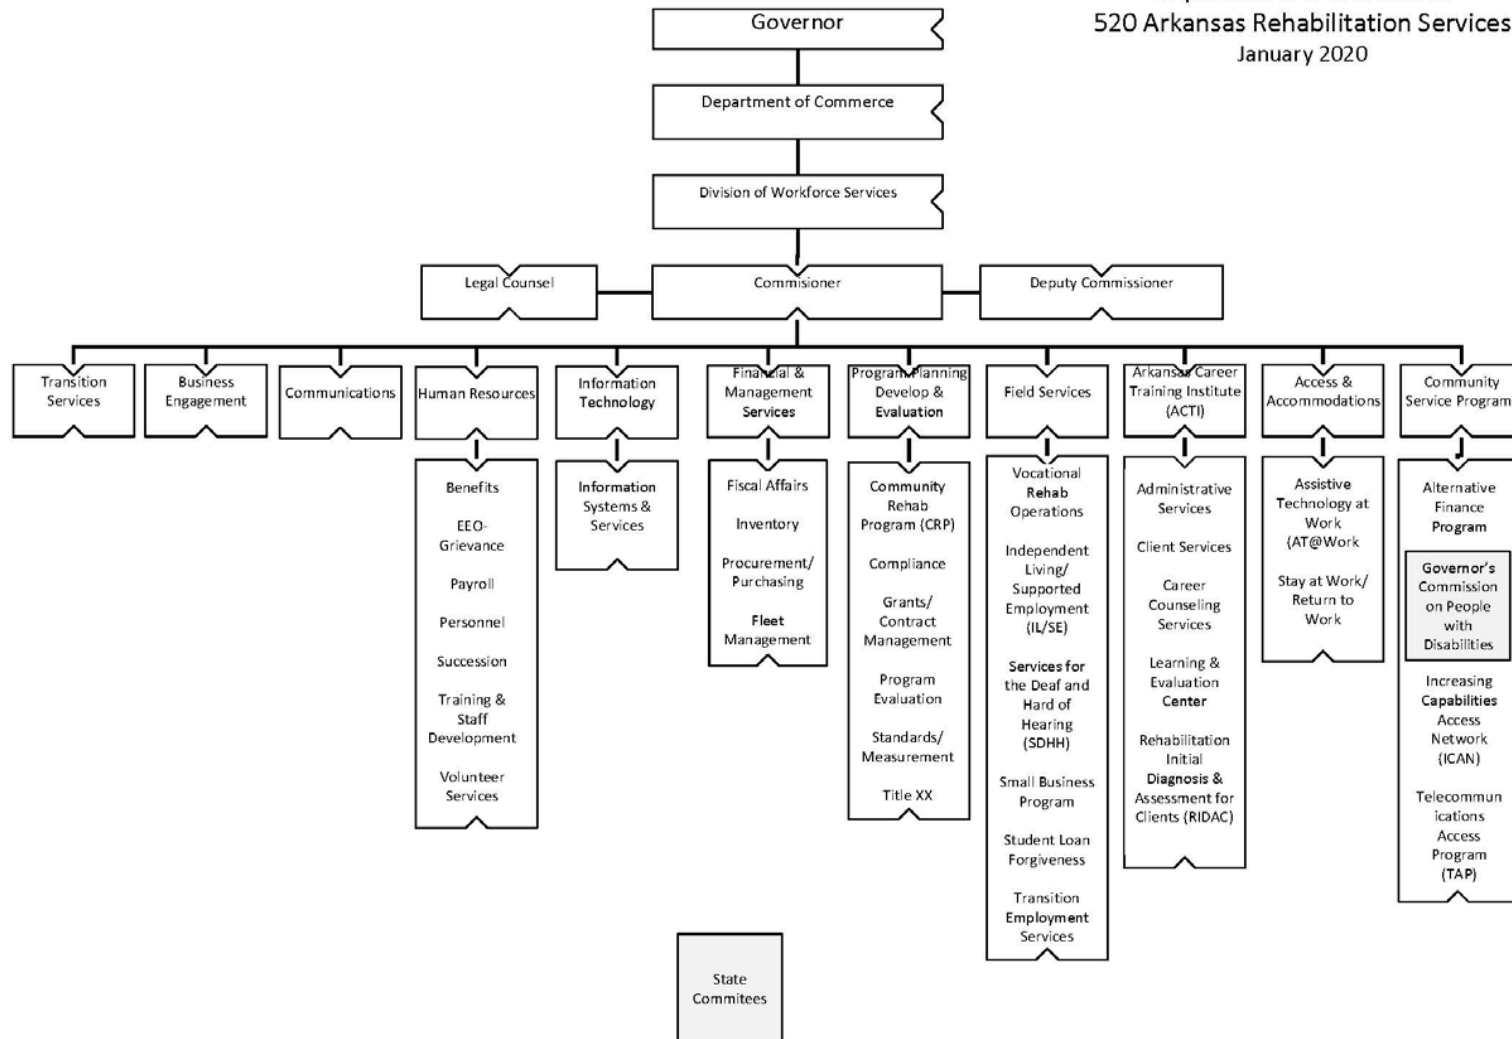 520 Arkansas Rehabilitation Services
January 2020
Governor
Department of Commerce
Division of Workforce Services
Legal Counsel
Commisioner
Deputy Commissioner
Transition
Services
Business
Engagement
Communications
Human Resources
Information
Technology
Financial &
Management
Services
Program Planning
Develop &
Evaluation
Field Services
Arkansas Career
Training Institute
(ACTI)
Access &
Accommodations
Community
Service Program
Benefits
EEO-
Grievance
Payroll
Personnel
Succession
Training &
Staff
Development
Volunteer
Services
Information
Systems &
Services
Fiscal Affairs
Inventory
Procurement/
Purchasing
Fleet
Management
Community
Rehab
Program (CRP)
Compliance
Grants/
Contract
Management
Program
Evaluation
Standards/
Measurement
Title XX
Vocational
Rehab
Operations
Independent
Living/
Supported
Employment
(IL/SE)
Services for
the Deaf and
Hard of
Hearing
(SDHH)
Small Business
Program
Student Loan
Forgiveness
Transition
Employment
Services
Administrative
Services
Client Services
Career
Counseling
Services
Learning &
Evaluation
Center
Rehabilitation
Initial
Diagnosis &
Assessment for
Clients (RIDAC)
Assistive
Technology at
Work
(AT@Work
Stay at Work/
Return to
Work
Alternative
Finance
Program
Governor's
Commission
on People
with
Disabilities
Increasing
Capabilities
Access
Network
(ICAN)
Telecommun
ications
Access
Program
(TAP)
State
Commitees